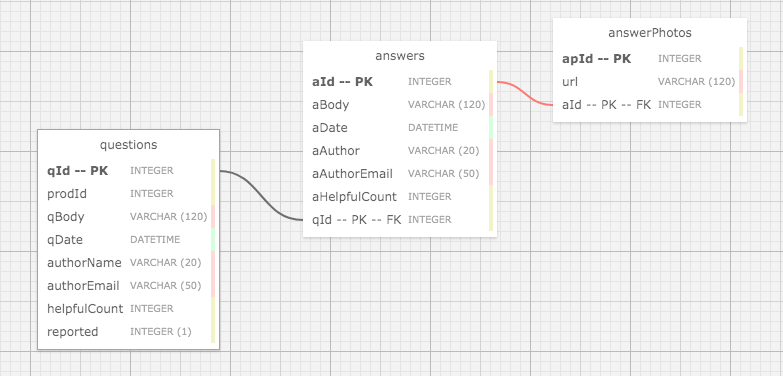 questions
qId -- PK INTEGER
prodId INTEGER
qBody VARCHAR (120)
qDate DATETIME
authorName VARCHAR (20)
authorEmail VARCHAR (50)
helpfulCount INTEGER
reported INTEGER (1)
answers
aId -- PK INTEGER
aBody VARCHAR (120)
aDate DATETIME
aAuthor VARCHAR (20)
aAuthorEmail VARCHAR (50)
aHelpfulCount INTEGER
qId -- PK -- FK INTEGER
answerPhotos
apId -- PK INTEGER
url VARCHAR (120)
aId -- PK -- FK INTEGER